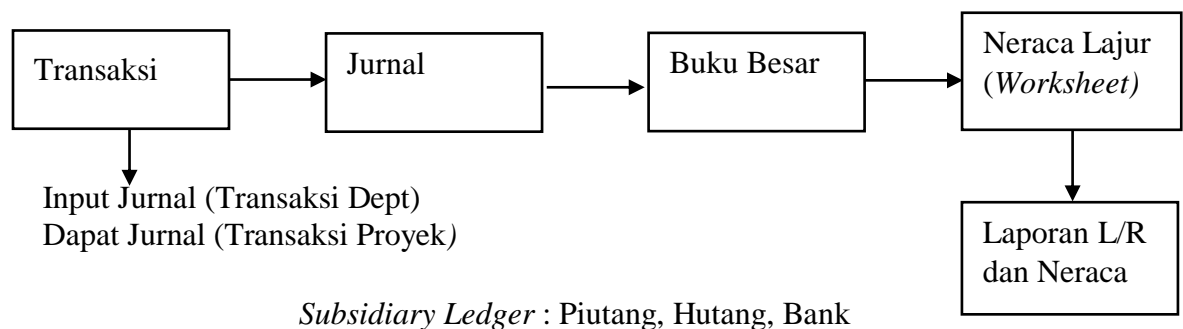 Transaksi
Jurnal
Buku Besar
Neraca Lajur
(Worksheet)
Input Jurnal (Transaksi Dept)
Dapat Jurnal (Transaksi Proyek)
Laporan L/R
dan Neraca
Subsidiary Ledger : Piutang, Hutang, Bank